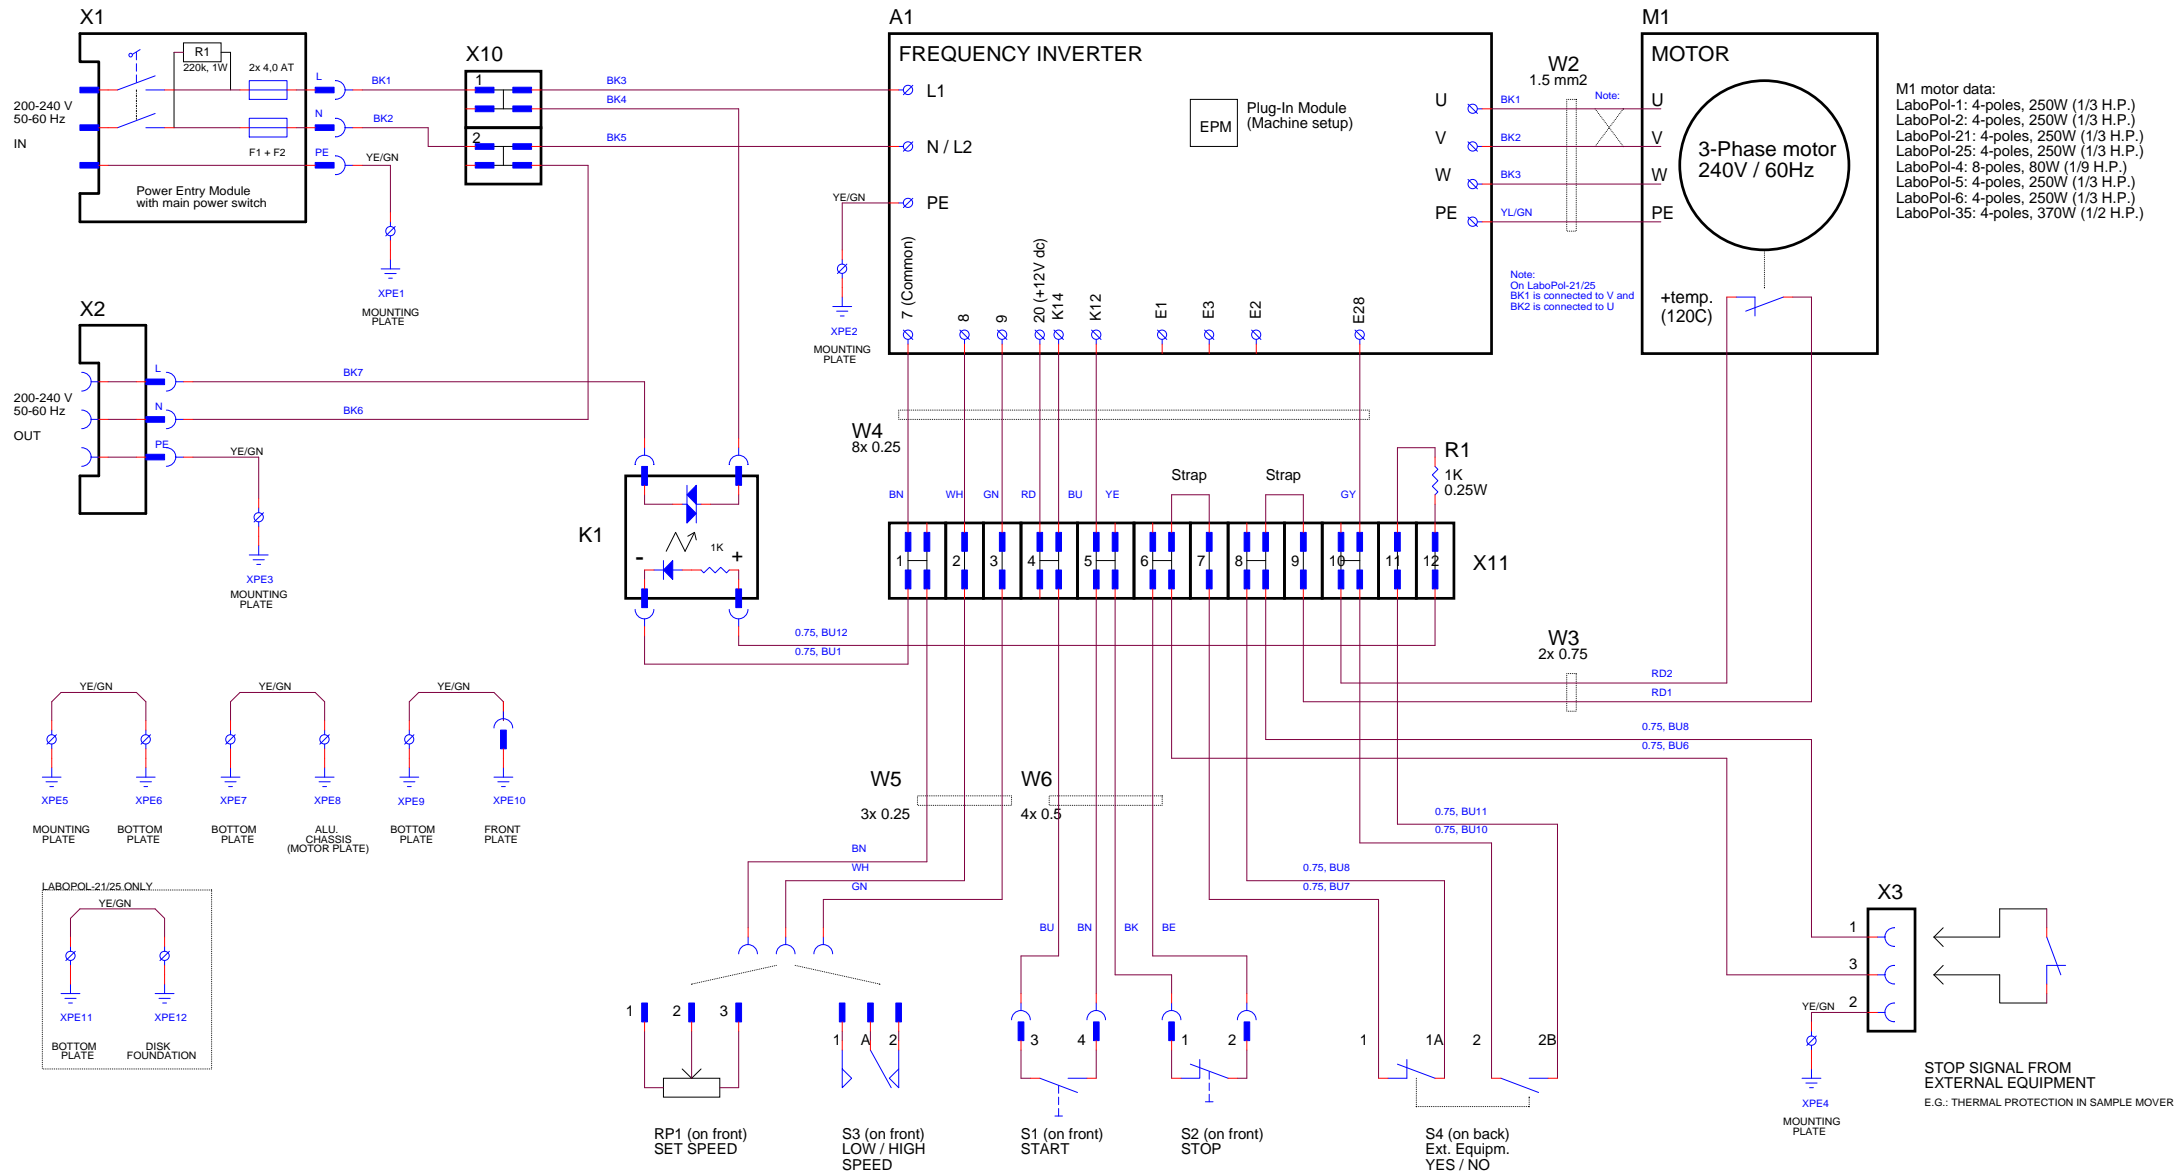 X1
R1
220k, 1W
2x 4,0 AT
200-240 V
50-60 Hz
IN
F1 + F2
L
N
PE
BK1
BK2
YE/GN
Power Entry Module
with main power switch
XPE1
MOUNTING
PLATE
X10
1
2
BK3
BK4
BK5
A1
FREQUENCY INVERTER
L1
N / L2
PE
YE/GN
XPE2
MOUNTING
PLATE
EPM
Plug-In Module
(Machine setup)
U
V
W
PE
7 (Common)
8
9
20 (+12V dc)
K14
K12
E1
E3
E2
E28
W2
1.5 mm2
BK1
BK2
BK3
YL/GN
Note:
Note:
On LaboPol-21/25
BK1 is connected to V and
BK2 is connected to U
M1
MOTOR
U
V
W
PE
3-Phase motor
240V / 60Hz
+temp.
(120C)
M1 motor data:
LaboPol-1: 4-poles, 250W (1/3 H.P.)
LaboPol-2: 4-poles, 250W (1/3 H.P.)
LaboPol-21: 4-poles, 250W (1/3 H.P.)
LaboPol-25: 4-poles, 250W (1/3 H.P.)
LaboPol-4: 8-poles, 80W (1/9 H.P.)
LaboPol-5: 4-poles, 250W (1/3 H.P.)
LaboPol-6: 4-poles, 250W (1/3 H.P.)
LaboPol-35: 4-poles, 370W (1/2 H.P.)
X2
200-240 V
50-60 Hz
OUT
L
N
PE
BK7
BK6
YE/GN
XPE3
MOUNTING
PLATE
K1
-
1K
+
W4
8x 0.25
BN
WH
GN
RD
BU
YE
Strap
Strap
GY
R1
1K
0.25W
1
2
3
4
5
6
7
8
9
10
11
12
X11
0.75, BU12
0.75, BU1
W3
2x 0.75
RD2
RD1
0.75, BU8
0.75, BU6
YE/GN
XPE5
MOUNTING
PLATE
XPE6
BOTTOM
PLATE
YE/GN
XPE7
BOTTOM
PLATE
XPE8
ALU.
CHASSIS
(MOTOR PLATE)
YE/GN
XPE9
BOTTOM
PLATE
XPE10
FRONT
PLATE
LABOPOL-21/25 ONLY
YE/GN
XPE11
BOTTOM
PLATE
XPE12
DISK
FOUNDATION
W5
3x 0.25
W6
4x 0.5
BN
WH
GN
BU
BN
BK
BE
0.75, BU11
0.75, BU10
0.75, BU8
0.75, BU7
1
2
3
RP1 (on front)
SET SPEED
1
A
2
S3 (on front)
LOW / HIGH
SPEED
3
4
S1 (on front)
START
1
2
S2 (on front)
STOP
1
1A
2
2B
S4 (on back)
Ext. Equipm.
YES / NO
X3
1
3
2
YE/GN
XPE4
MOUNTING
PLATE
STOP SIGNAL FROM
EXTERNAL EQUIPMENT
E.G.: THERMAL PROTECTION IN SAMPLE MOVER